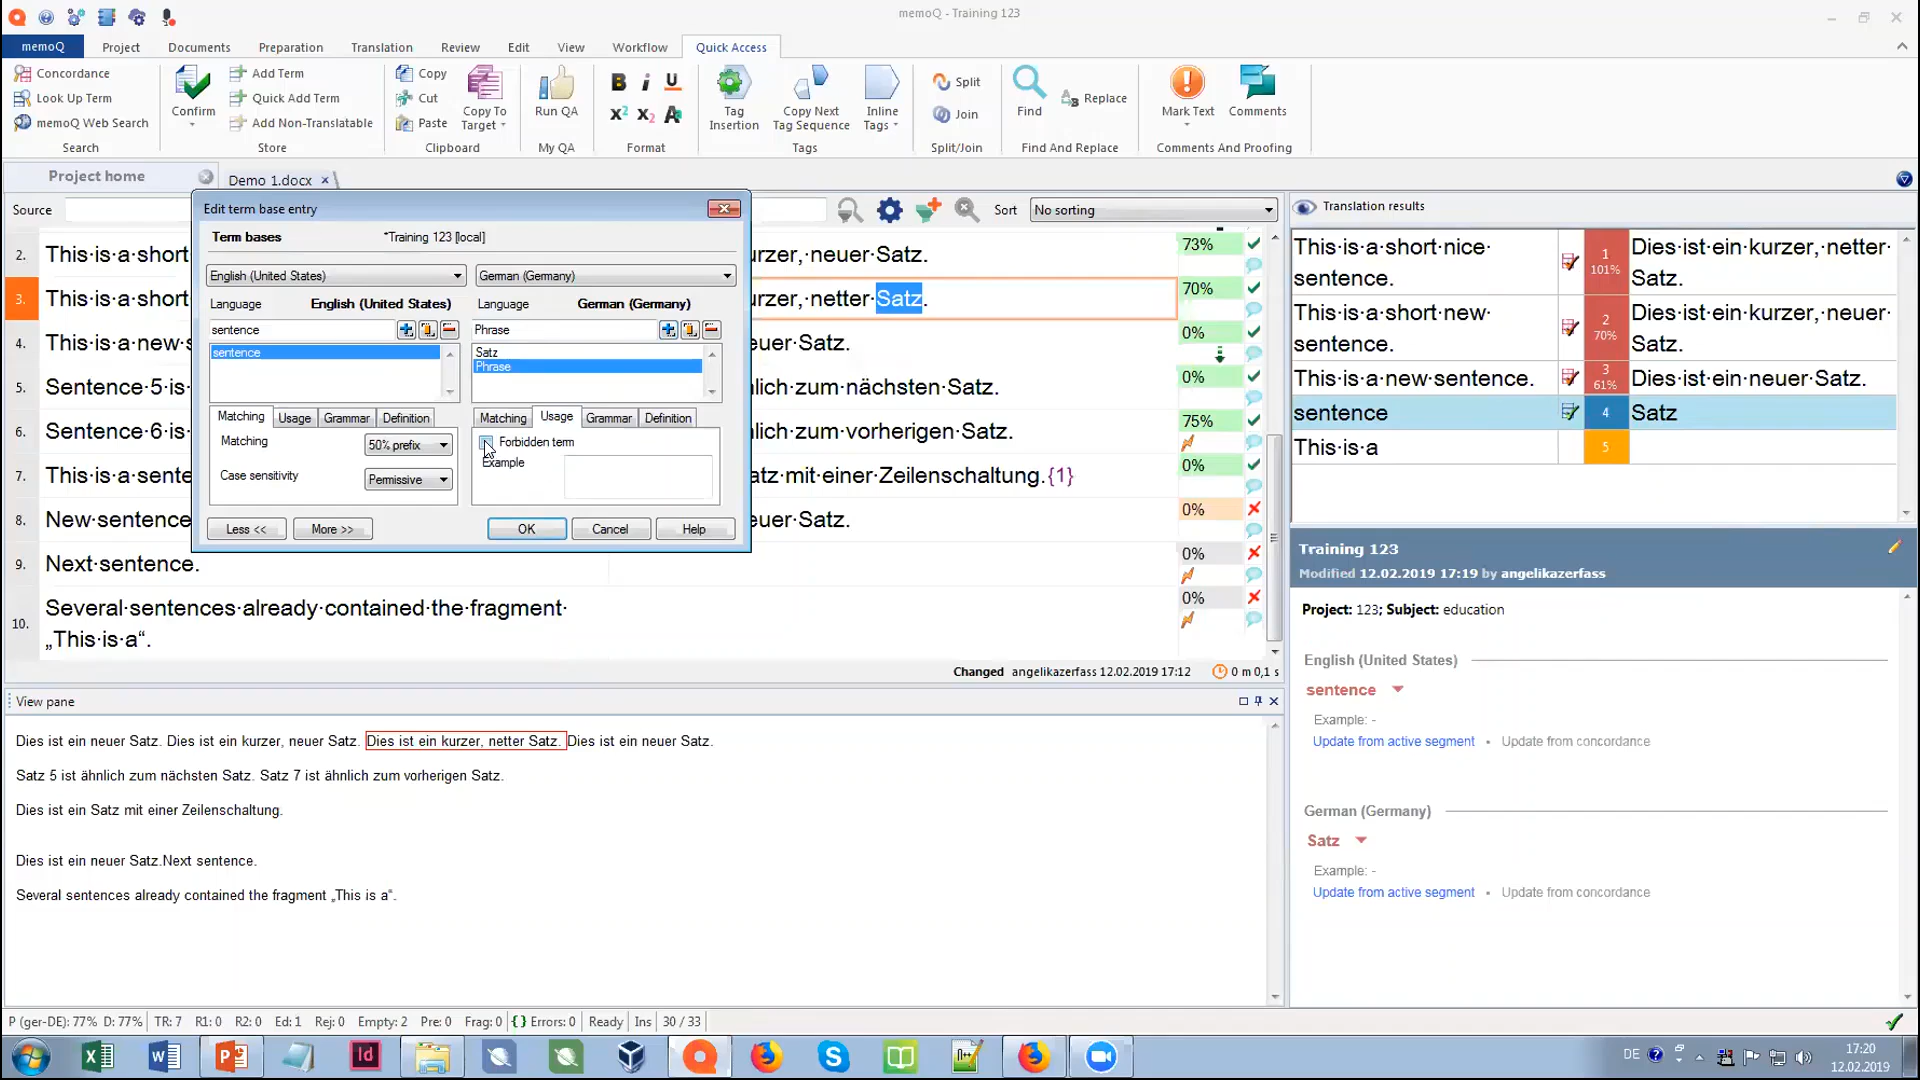 memoQ - Training 123
memoQ Project Documents Preparation Translation Review Edit View Workflow Quick Access
Concordance
Look Up Term
memoQ Web Search
Search
Confirm
Add Term
Quick Add Term
Add Non-Translatable
Store
Copy
Cut
Paste
Copy To
Target
Clipboard
Run QA
My QA
B i U
X² X₂ A
Format
Tag
Insertion
Copy Next
Tag Sequence
Inline
Tags
Tags
Split
Join
Split/Join
Find
Replace
Find And Replace
Mark Text
Comments
Comments And Proofing
Project home
Demo 1.docx
Source
Sort No sorting
Edit term base entry
Term bases *Training 123 [local]
English (United States) German (Germany)
Language English (United States) Language German (Germany)
sentence Phrase
sentence Satz
Phrase
Matching Usage Grammar Definition Matching Usage Grammar Definition
Matching 50% prefix Forbidden term
Example
Case sensitivity Permissive
Less << More >> OK Cancel Help
2. This·is·a·short urzer,·neuer·Satz. 73%
3. This·is·a·short urzer,·netter·Satz. 70%
4. This·is·a·new·s euer·Satz. 0%
5. Sentence·5·is· lich·zum·nächsten·Satz. 0%
6. Sentence·6·is· lich·zum·vorherigen·Satz. 75%
7. This·is·a·sente atz·mit·einer·Zeilenschaltung.{1} 0%
8. New·sentence euer·Satz. 0%
9. Next·sentence. 0%
10. Several·sentences·already·contained·the·fragment· 0%
„This·is·a“.
Changed angelikazerfass 12.02.2019 17:12 0 m 0,1 s
View pane
Dies ist ein neuer Satz. Dies ist ein kurzer, neuer Satz. Dies ist ein kurzer, netter Satz. Dies ist ein neuer Satz.
Satz 5 ist ähnlich zum nächsten Satz. Satz 7 ist ähnlich zum vorherigen Satz.
Dies ist ein Satz mit einer Zeilenschaltung.
Dies ist ein neuer Satz.Next sentence.
Several sentences already contained the fragment „This is a“.
Translation results
This·is·a·short·nice· 1 Dies·ist·ein·kurzer,·netter·
sentence. 101% Satz.
This·is·a·short·new· 2 Dies·ist·ein·kurzer,·neuer·
sentence. 70% Satz.
This·is·a·new·sentence. 3 61% Dies·ist·ein·neuer·Satz.
sentence 4 Satz
This·is·a 5
Training 123
Modified 12.02.2019 17:19 by angelikazerfass
Project: 123; Subject: education
English (United States)
sentence
Example: -
Update from active segment • Update from concordance
German (Germany)
Satz
Example: -
Update from active segment • Update from concordance
P (ger-DE): 77% D: 77% TR: 7 R1: 0 R2: 0 Ed: 1 Rej: 0 Empty: 2 Pre: 0 Frag: 0 {} Errors: 0 Ready Ins 30 / 33
DE
17:20
12.02.2019